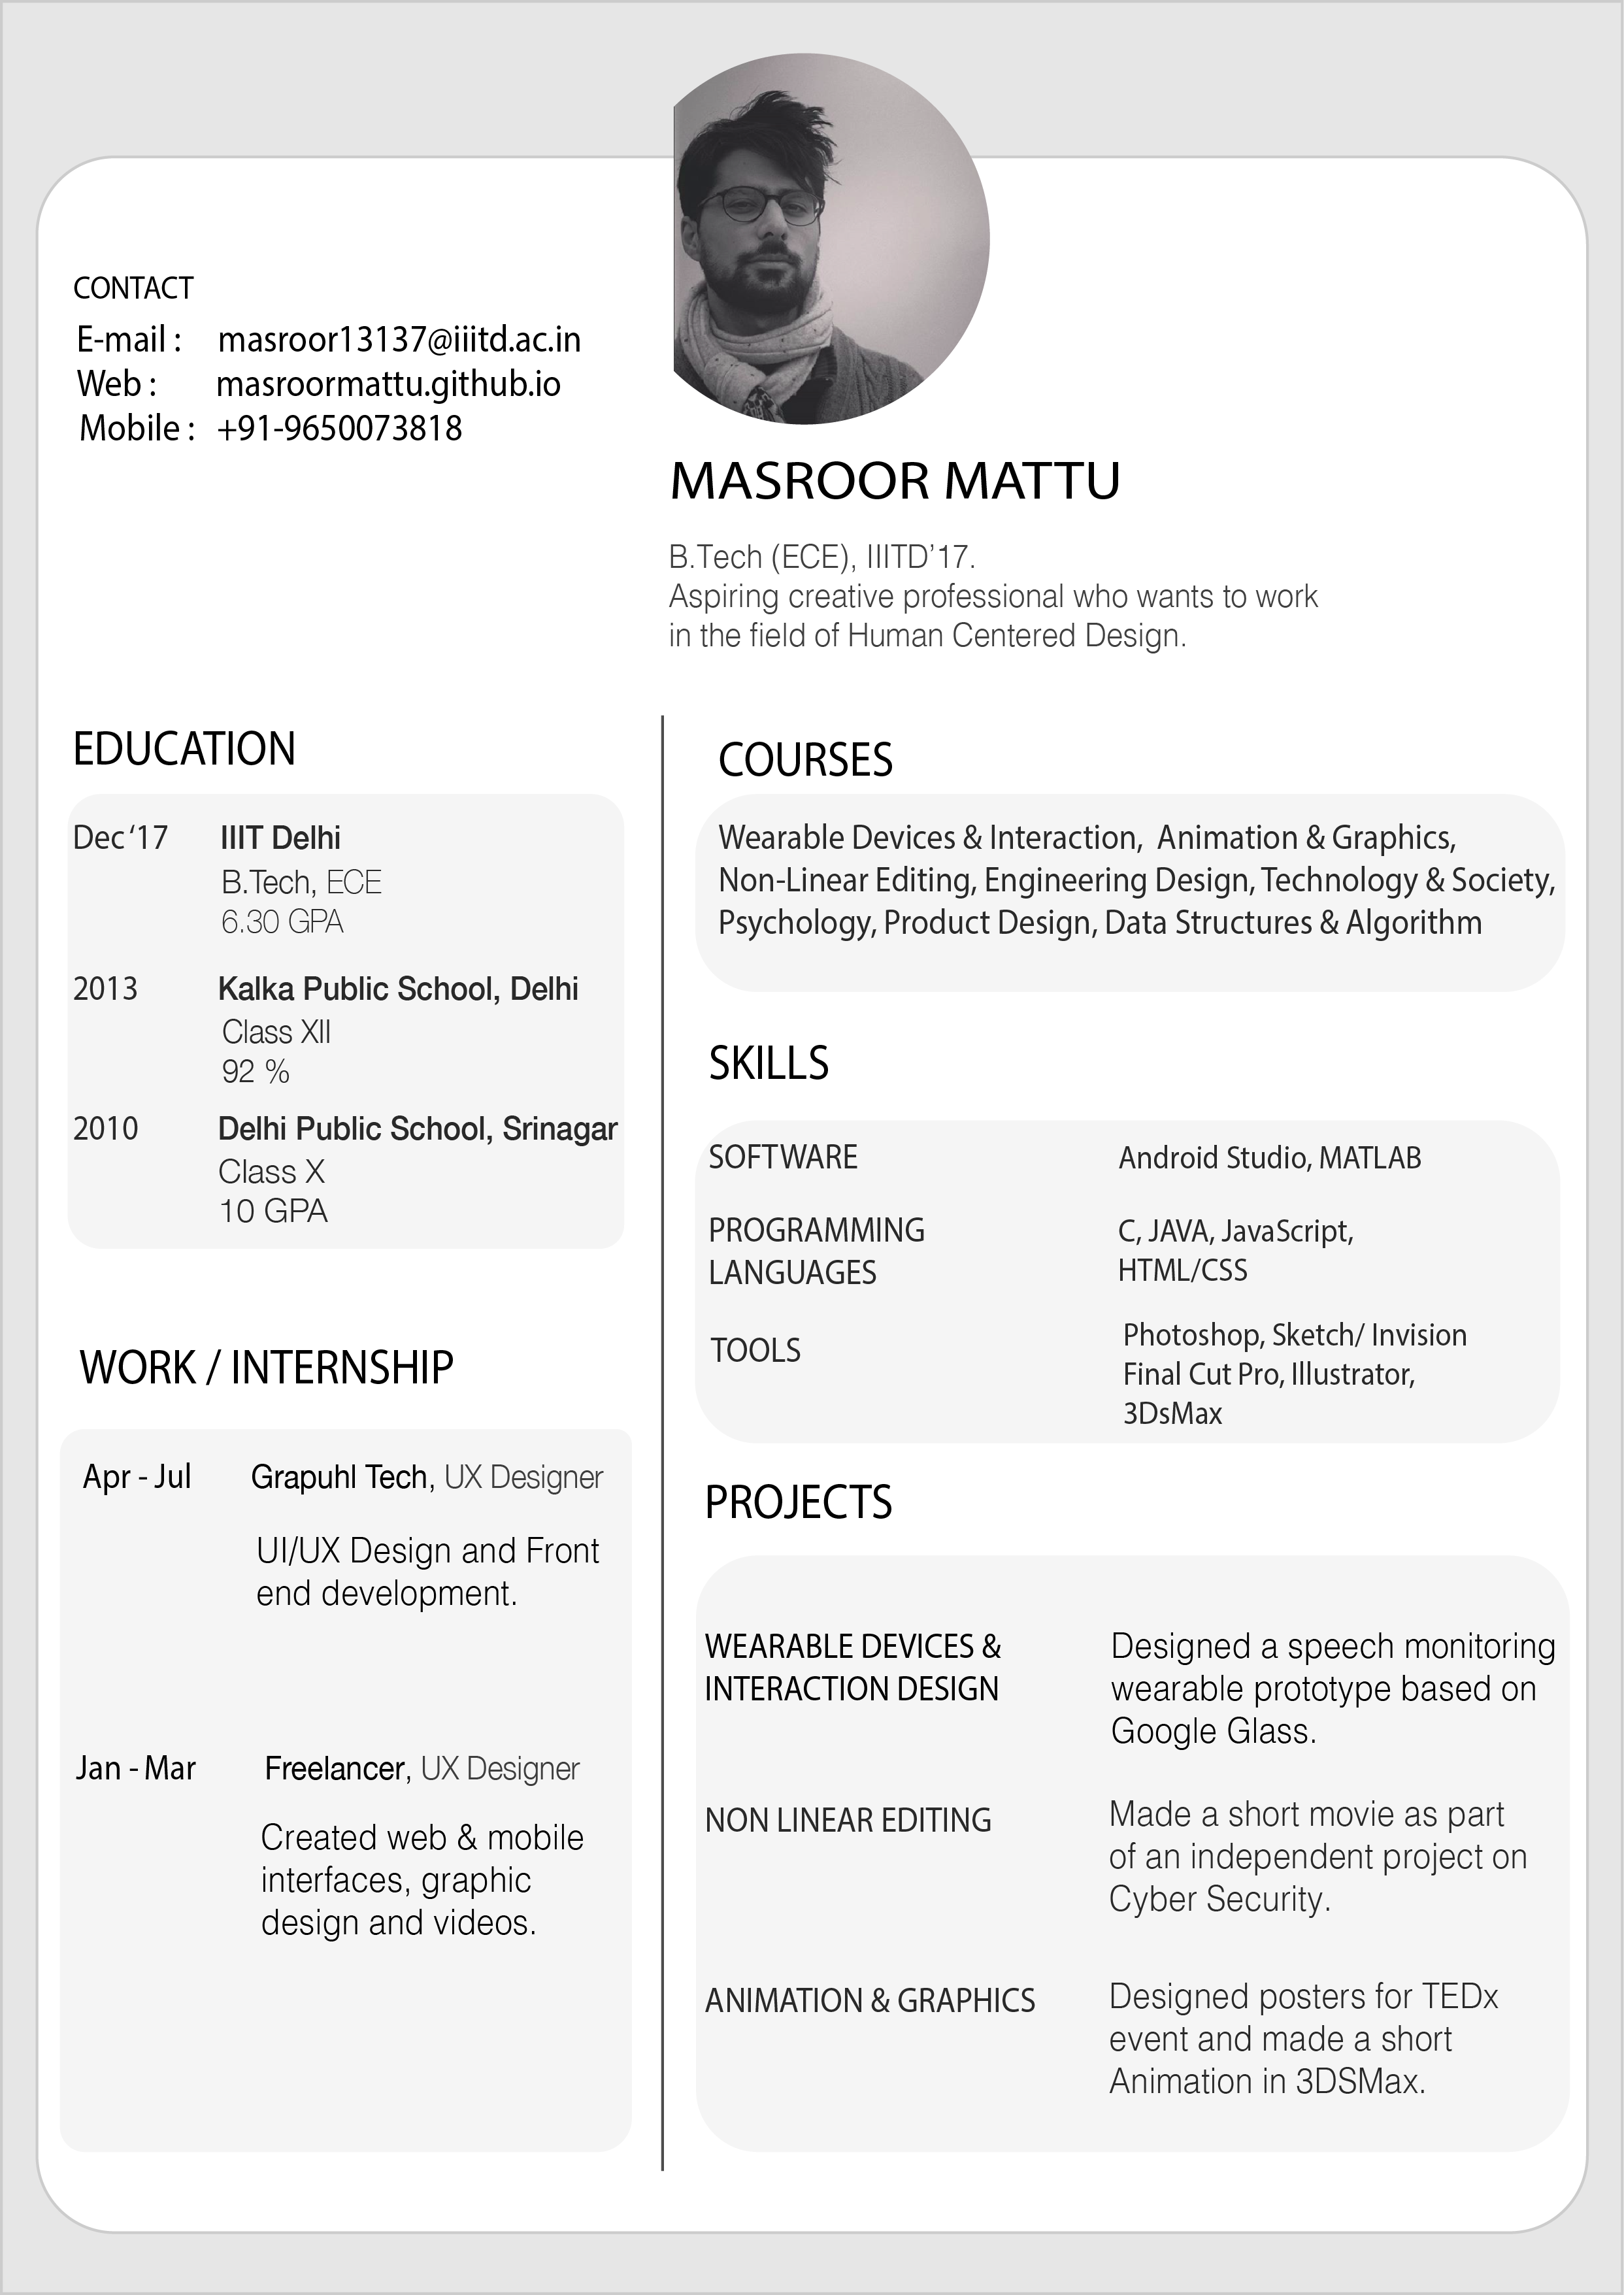 CONTACT
E-mail : masroor13137@iiitd.ac.in
Web : masroormattu.github.io
Mobile : +91-9650073818
MASROOR MATTU
B.Tech (ECE), IIITD’17.
Aspiring creative professional who wants to work
in the field of Human Centered Design.
EDUCATION
Dec ‘17 IIIT Delhi
B.Tech, ECE
6.30 GPA
2013 Kalka Public School, Delhi
Class XII
92 %
2010 Delhi Public School, Srinagar
Class X
10 GPA
WORK / INTERNSHIP
Apr - Jul Grapuhl Tech, UX Designer
UI/UX Design and Front
end development.
Jan - Mar Freelancer, UX Designer
Created web & mobile
interfaces, graphic
design and videos.
COURSES
Wearable Devices & Interaction, Animation & Graphics,
Non-Linear Editing, Engineering Design, Technology & Society,
Psychology, Product Design, Data Structures & Algorithm
SKILLS
SOFTWARE Android Studio, MATLAB
PROGRAMMING C, JAVA, JavaScript,
LANGUAGES HTML/CSS
TOOLS Photoshop, Sketch/ Invision
Final Cut Pro, Illustrator,
3DsMax
PROJECTS
WEARABLE DEVICES & Designed a speech monitoring
INTERACTION DESIGN wearable prototype based on
Google Glass.
NON LINEAR EDITING Made a short movie as part
of an independent project on
Cyber Security.
ANIMATION & GRAPHICS Designed posters for TEDx
event and made a short
Animation in 3DSMax.